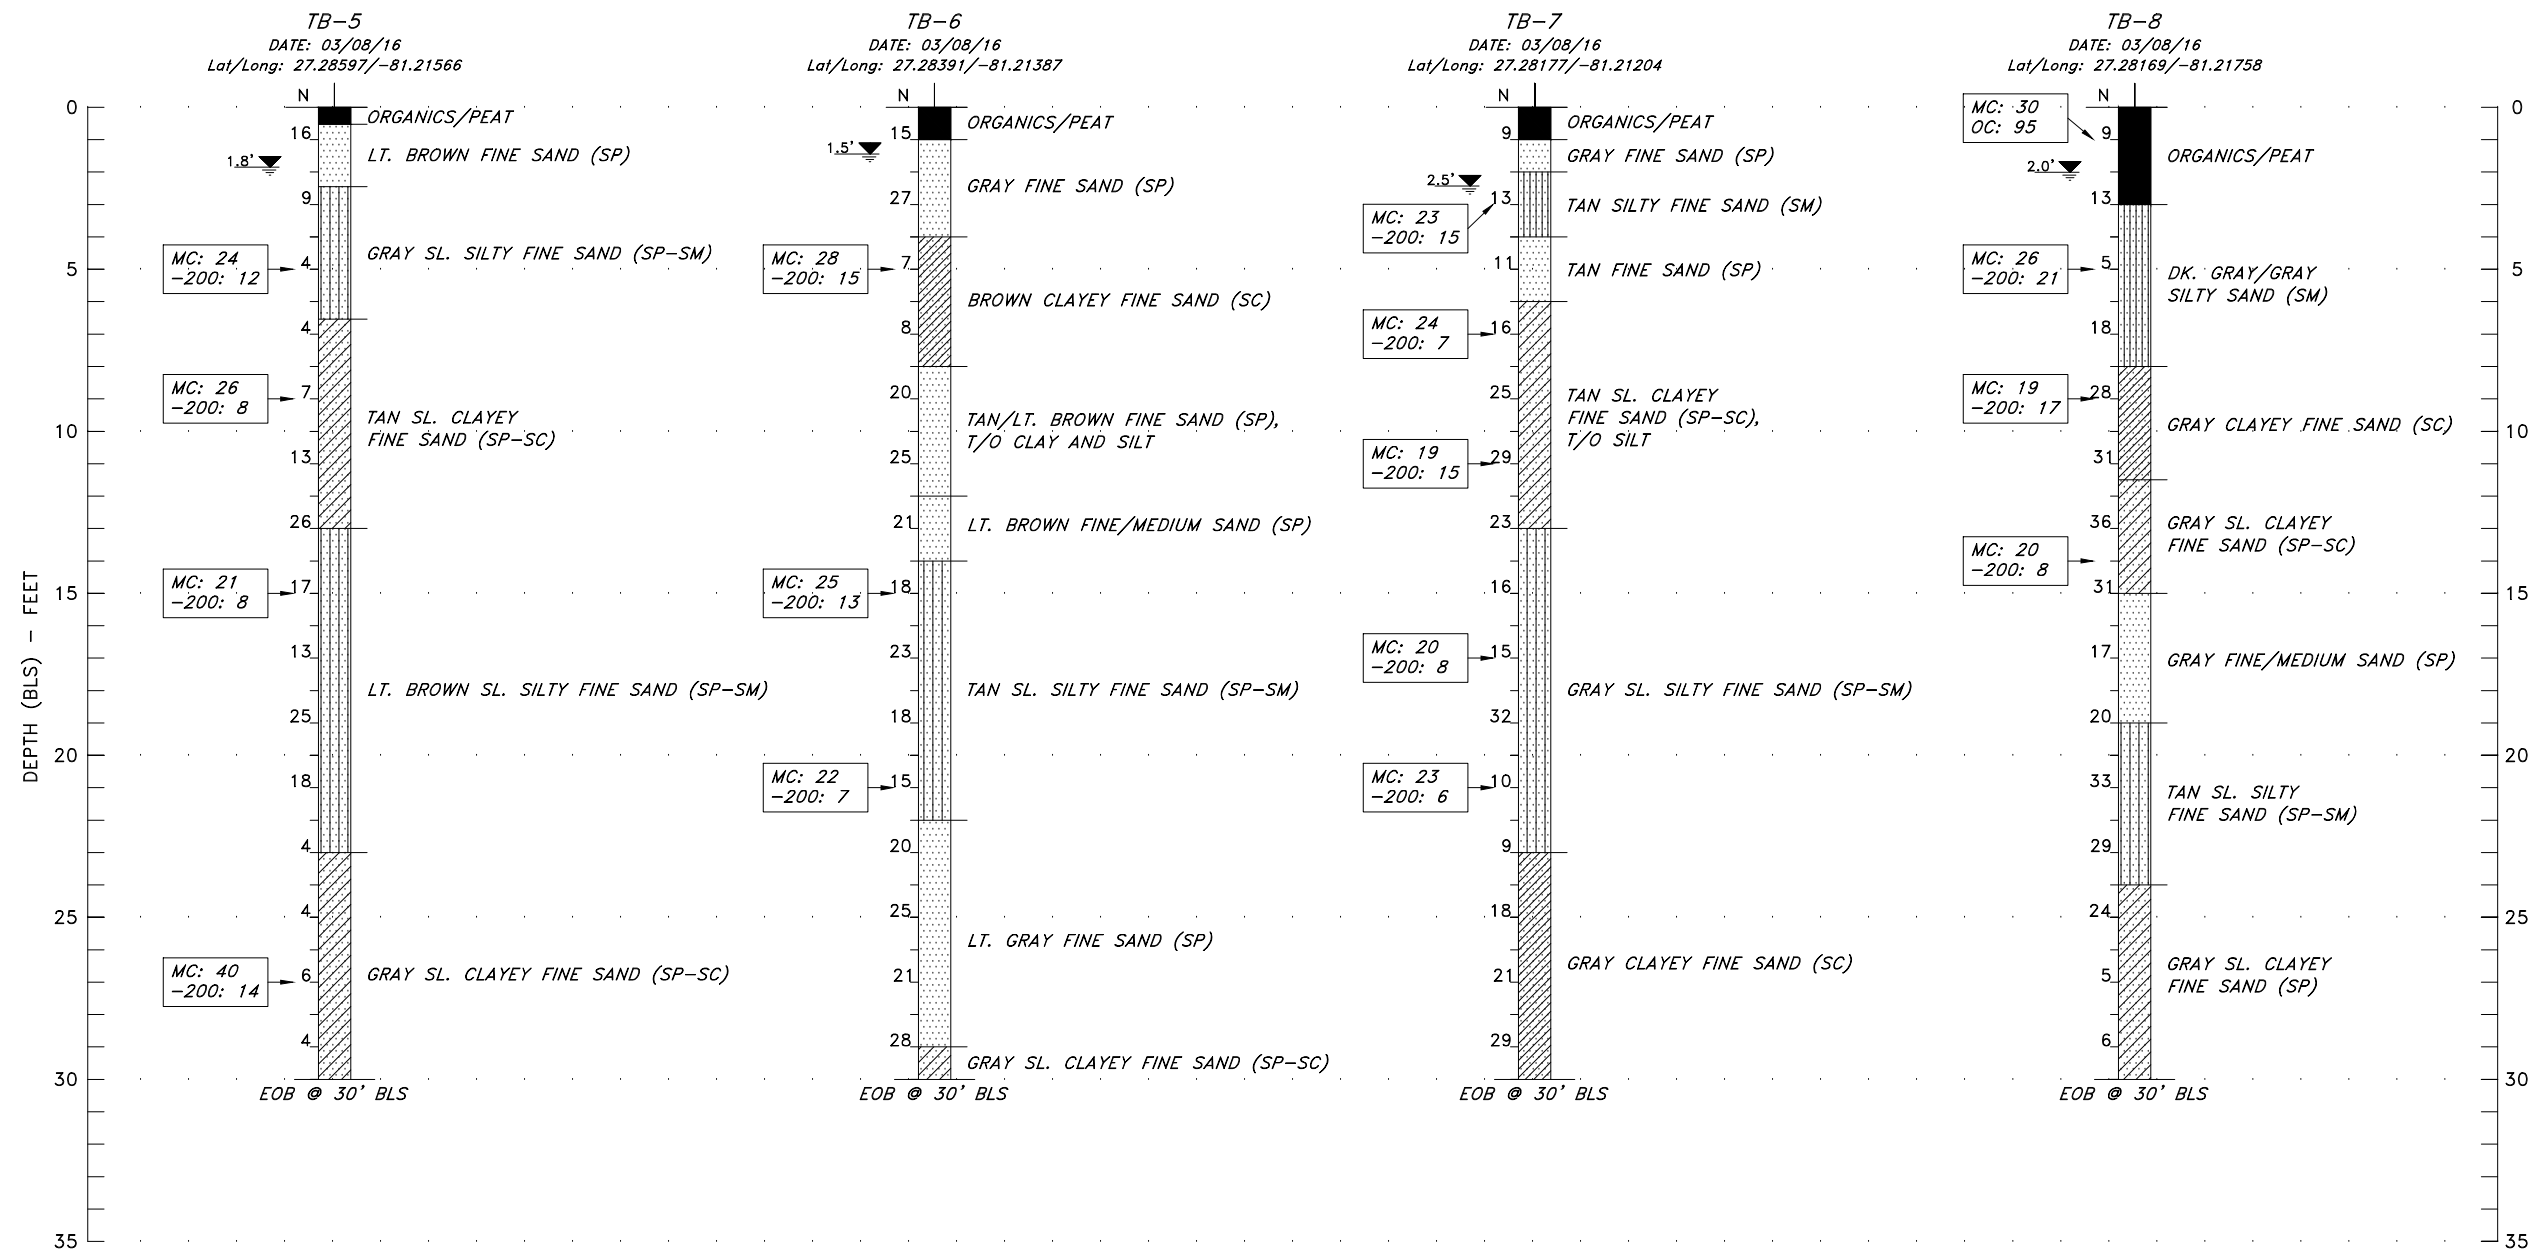 TB-5
DATE: 03/08/16
Lat/Long: 27.28597/-81.21566
N
ORGANICS/PEAT
16
LT. BROWN FINE SAND (SP)
1.8'
9
GRAY SL. SILTY FINE SAND (SP-SM)
MC: 24
-200: 12
4
4
MC: 26
-200: 8
7
TAN SL. CLAYEY
FINE SAND (SP-SC)
13
26
MC: 21
-200: 8
17
13
LT. BROWN SL. SILTY FINE SAND (SP-SM)
25
18
4
4
MC: 40
-200: 14
6
GRAY SL. CLAYEY FINE SAND (SP-SC)
4
EOB @ 30' BLS
TB-6
DATE: 03/08/16
Lat/Long: 27.28391/-81.21387
N
ORGANICS/PEAT
15
1.5'
GRAY FINE SAND (SP)
27
MC: 28
-200: 15
7
BROWN CLAYEY FINE SAND (SC)
8
20
TAN/LT. BROWN FINE SAND (SP),
T/O CLAY AND SILT
25
21
LT. BROWN FINE/MEDIUM SAND (SP)
MC: 25
-200: 13
18
23
TAN SL. SILTY FINE SAND (SP-SM)
18
MC: 22
-200: 7
15
20
25
LT. GRAY FINE SAND (SP)
21
28
GRAY SL. CLAYEY FINE SAND (SP-SC)
EOB @ 30' BLS
TB-7
DATE: 03/08/16
Lat/Long: 27.28177/-81.21204
N
ORGANICS/PEAT
9
GRAY FINE SAND (SP)
2.5'
13
TAN SILTY FINE SAND (SM)
MC: 23
-200: 15
11
TAN FINE SAND (SP)
MC: 24
-200: 7
16
25
TAN SL. CLAYEY
FINE SAND (SP-SC),
T/O SILT
MC: 19
-200: 15
29
23
16
MC: 20
-200: 8
15
GRAY SL. SILTY FINE SAND (SP-SM)
32
MC: 23
-200: 6
10
9
18
GRAY CLAYEY FINE SAND (SC)
21
29
EOB @ 30' BLS
TB-8
DATE: 03/08/16
Lat/Long: 27.28169/-81.21758
N
MC: 30
OC: 95
9
ORGANICS/PEAT
2.0'
13
MC: 26
-200: 21
5
DK. GRAY/GRAY
SILTY SAND (SM)
18
MC: 19
-200: 17
28
GRAY CLAYEY FINE SAND (SC)
31
36
GRAY SL. CLAYEY
FINE SAND (SP-SC)
MC: 20
-200: 8
31
17
GRAY FINE/MEDIUM SAND (SP)
20
33
TAN SL. SILTY
FINE SAND (SP-SM)
29
24
5
GRAY SL. CLAYEY
FINE SAND (SP)
6
EOB @ 30' BLS
DEPTH (BLS) - FEET
0
5
10
15
20
25
30
35
0
5
10
15
20
25
30
35